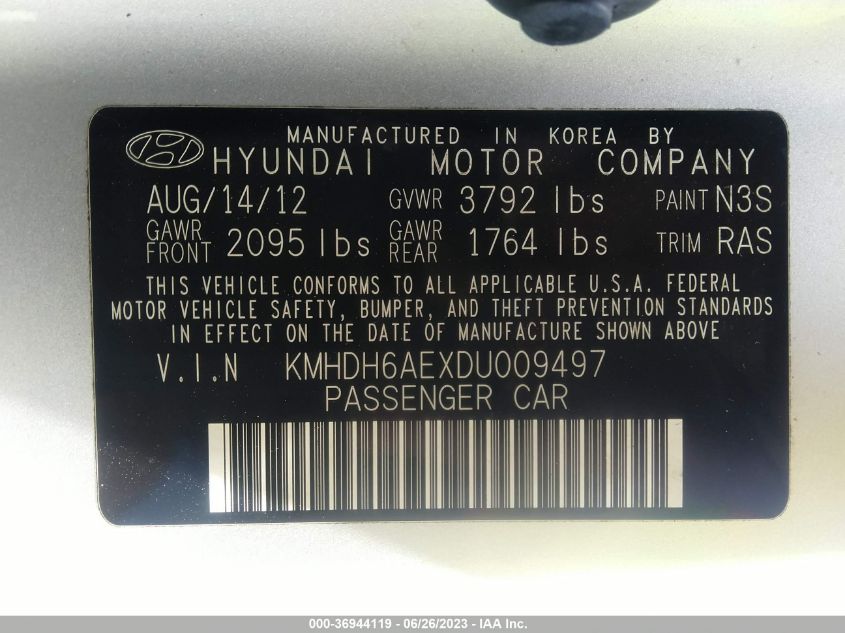 MANUFACTURED IN KOREA BY
HYUNDAI MOTOR COMPANY
AUG/14/12 GVWR 3792 lbs PAINT N3S
GAWR FRONT 2095 lbs GAWR REAR 1764 lbs TRIM RAS
THIS VEHICLE CONFORMS TO ALL APPLICABLE U.S.A. FEDERAL
MOTOR VEHICLE SAFETY, BUMPER, AND THEFT PREVENTION STANDARDS
IN EFFECT ON THE DATE OF MANUFACTURE SHOWN ABOVE
V.I.N KMHDH6AEXDU009497
PASSENGER CAR
000-36944119 - 06/26/2023 - IAA Inc.